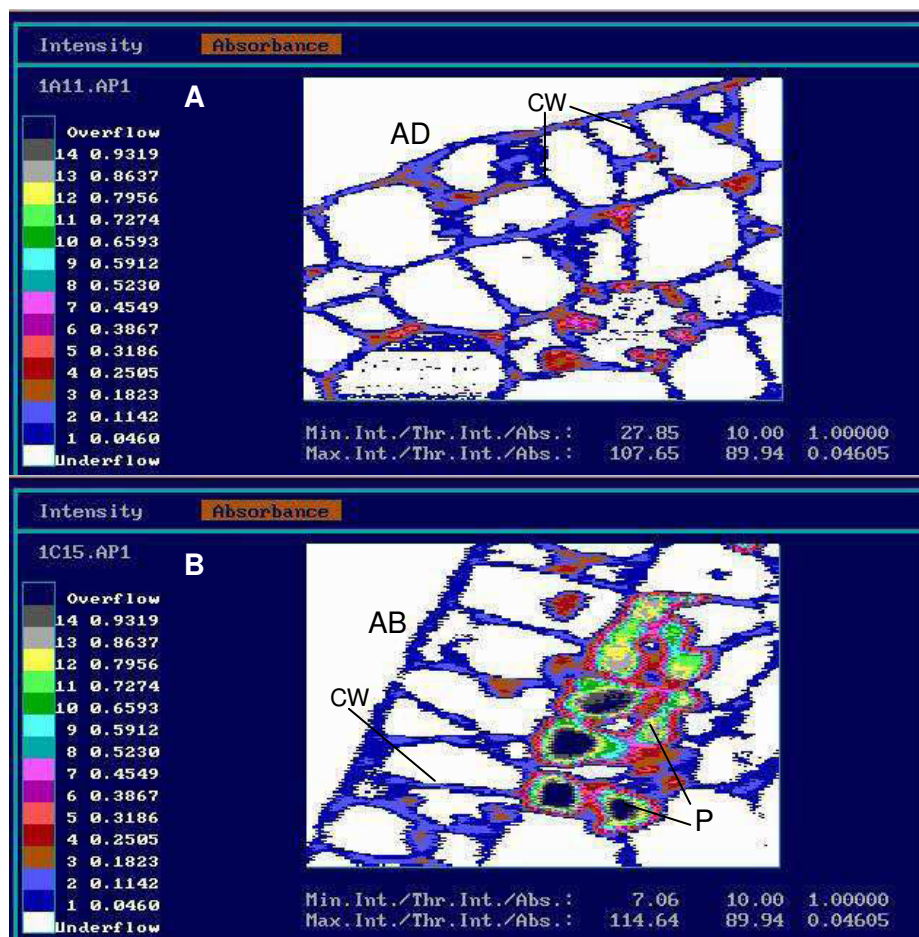 Intensity Absorbance
1A11.AP1
A
AD
CW
Overflow
14 0.9319
13 0.8637
12 0.7956
11 0.7274
10 0.6593
9 0.5912
8 0.5230
7 0.4549
6 0.3867
5 0.3186
4 0.2505
3 0.1823
2 0.1142
1 0.0460
Underflow
Min.Int./Thr.Int./Abs.: 27.85 10.00 1.00000
Max.Int./Thr.Int./Abs.: 107.65 89.94 0.04605
Intensity Absorbance
1C15.AP1
B
AB
CW
P
Overflow
14 0.9319
13 0.8637
12 0.7956
11 0.7274
10 0.6593
9 0.5912
8 0.5230
7 0.4549
6 0.3867
5 0.3186
4 0.2505
3 0.1823
2 0.1142
1 0.0460
Underflow
Min.Int./Thr.Int./Abs.: 7.06 10.00 1.00000
Max.Int./Thr.Int./Abs.: 114.64 89.94 0.04605